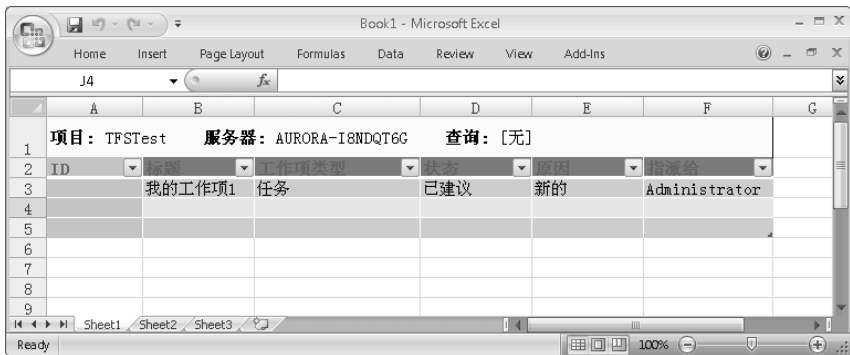 Book1 - Microsoft Excel
Home Insert Page Layout Formulas Data Review View Add-Ins
J4 fx
A B C D E F G
1 项目: TFSTest 服务器: AURORA-I8NDQT6G 查询: [无]
2 ID 标题 工作项类型 状态 原因 指派给
3 我的工作项1 任务 已建议 新的 Administrator
4
5
6
7
8
9
Sheet1 Sheet2 Sheet3
Ready 100%